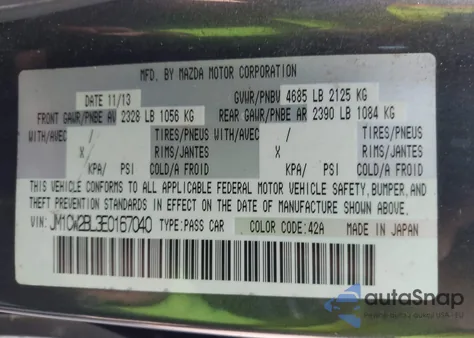 MFD. BY MAZDA MOTOR CORPORATION
DATE 11/13 GVWR/PNBV 4685 LB 2125 KG
FRONT GAWR/PNBE AV 2328 LB 1056 KG REAR GAWR/PNBE AR 2390 LB 1084 KG
WITH/AVEC / TIRES/PNEUS WITH/AVEC / TIRES/PNEUS
X RIMS/JANTES X RIMS/JANTES
KPA/ PSI COLD/A FROID KPA/ PSI COLD/A FROID
THIS VEHICLE CONFORMS TO ALL APPLICABLE FEDERAL MOTOR VEHICLE SAFETY, BUMPER, AND
THEFT PREVENTION STANDARDS IN EFFECT ON THE DATE OF MANUFACTURE SHOWN ABOVE.
VIN: JM1CW2BL3E0167040 TYPE: PASS CAR COLOR CODE: 42A MADE IN JAPAN
autoSnap